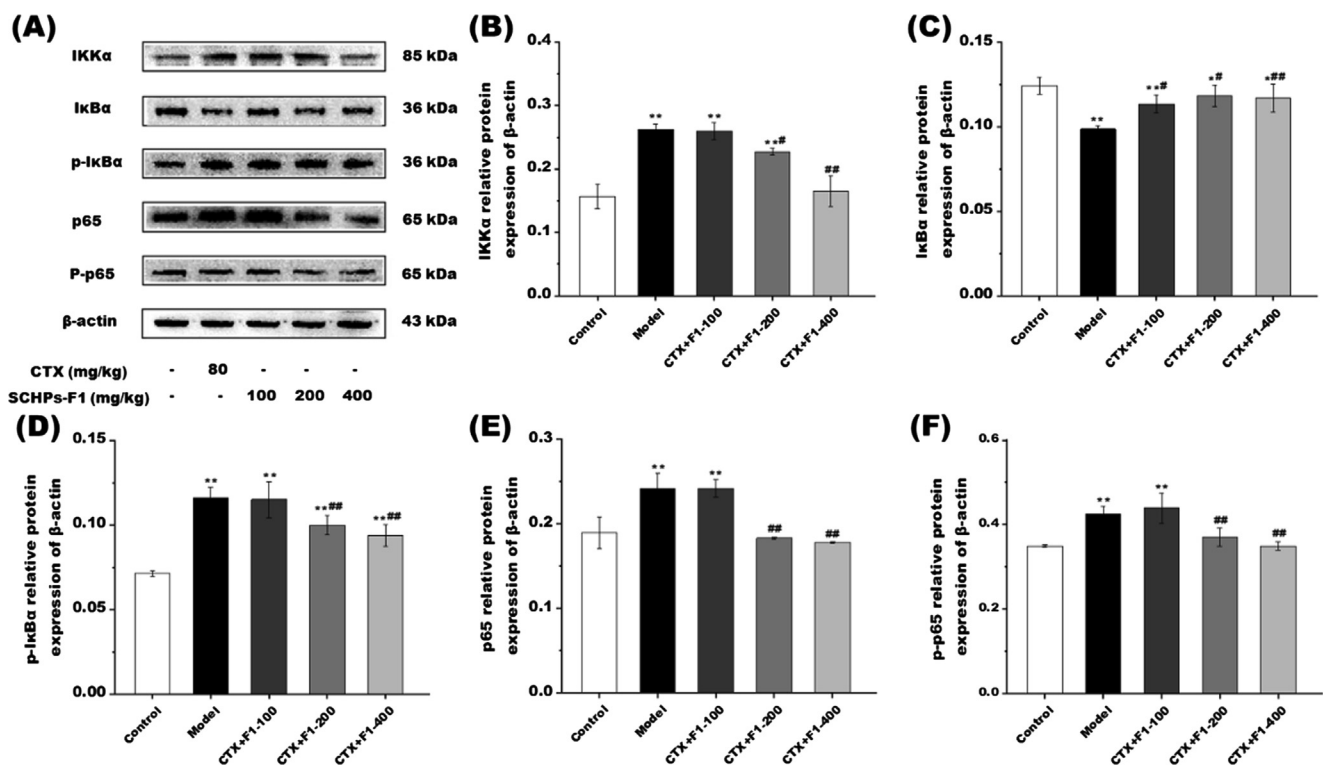 (A)
IKKα 85 kDa
IκBα 36 kDa
p-IκBα 36 kDa
p65 65 kDa
P-p65 65 kDa
β-actin 43 kDa
CTX (mg/kg) - 80 - - -
SCHPs-F1 (mg/kg) - - 100 200 400
(B)
IKKα relative protein
expression of β-actin
0.4
0.3
0.2
0.1
0.0
**
**
**#
##
Control
Model
CTX+F1-100
CTX+F1-200
CTX+F1-400
(C)
IκBα relative protein
expression of β-actin
0.15
0.10
0.05
0.00
**
**#
*#
*##
Control
Model
CTX+F1-100
CTX+F1-200
CTX+F1-400
(D)
p-IκBα relative protein
expression of β-actin
0.15
0.10
0.05
0.00
**
**
**##
**##
Control
Model
CTX+F1-100
CTX+F1-200
CTX+F1-400
(E)
p65 relative protein
expression of β-actin
0.3
0.2
0.1
0.0
**
**
##
##
Control
Model
CTX+F1-100
CTX+F1-200
CTX+F1-400
(F)
p-p65 relative protein
expression of β-actin
0.6
0.4
0.2
0.0
**
**
##
##
Control
Model
CTX+F1-100
CTX+F1-200
CTX+F1-400